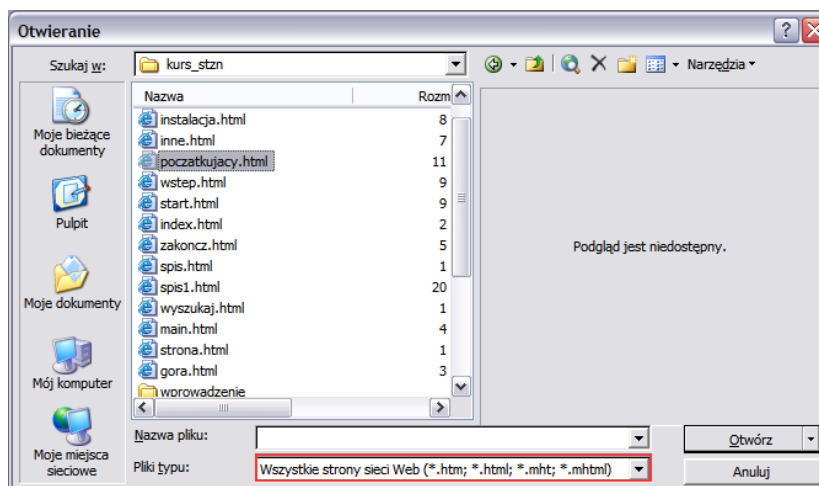 Otwieranie
Szukaj w:
kurs_stzn
Narzędzia
Moje bieżące
dokumenty
Pulpit
Moje dokumenty
Mój komputer
Moje miejsca
sieciowe
Nazwa Rozm
instalacja.html 8
inne.html 7
poczatkujacy.html 11
wstep.html 9
start.html 9
index.html 2
zakoncz.html 5
spis.html 1
spis1.html 20
wyszukaj.html 1
main.html 4
strona.html 1
gora.html 3
wprowadzenie
Podgląd jest niedostępny.
Nazwa pliku:
Otwórz
Pliki typu:
Wszystkie strony sieci Web (*.htm; *.html; *.mht; *.mhtml)
Anuluj